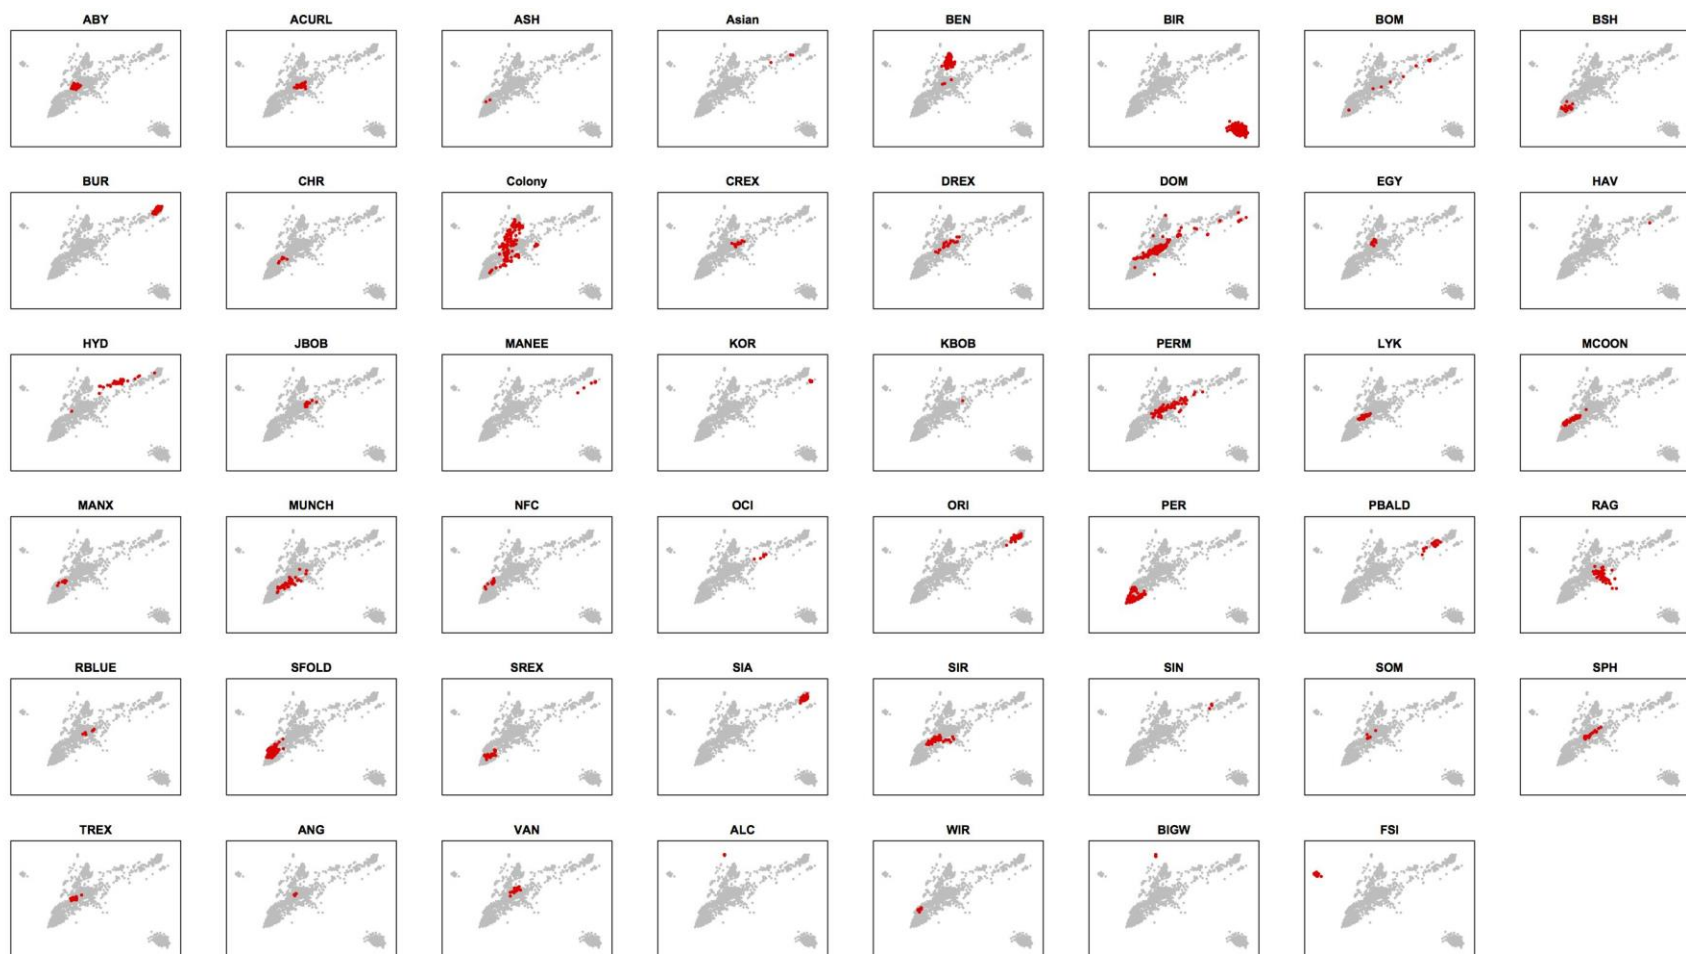 ABY ACURL ASH Asian BEN BIR BOM BSH
BUR CHR Colony CREX DREX DOM EGY HAV
HYD JBOB MANEE KOR KBOB PERM LYK MCOON
MANX MUNCH NFC OCI ORI PER PBALD RAG
RBLUE SFOLD SREX SIA SIR SIN SOM SPH
TREX ANG VAN ALC WIR BIGW FSI